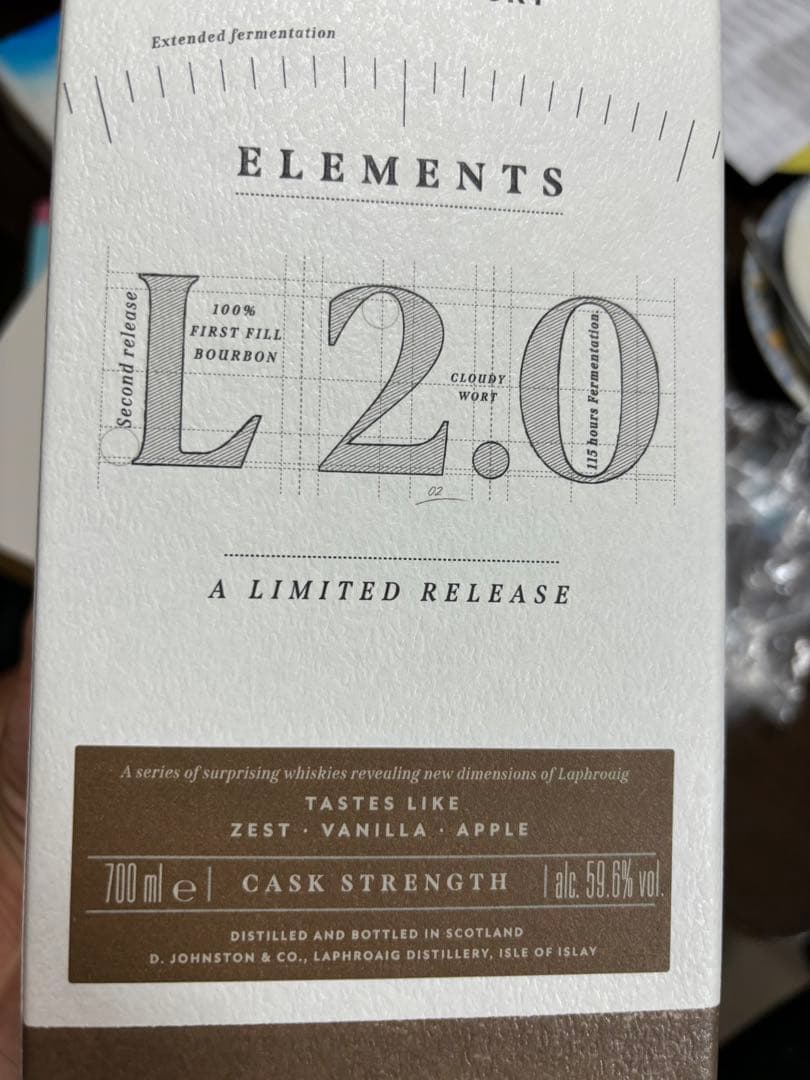 Extended fermentation
ELEMENTS
L 2.0
Second release
100%
FIRST FILL
BOURBON
CLOUDY
WORT
115 hours Fermentation.
02
A LIMITED RELEASE
A series of surprising whiskies revealing new dimensions of Laphroaig
TASTES LIKE
ZEST · VANILLA · APPLE
700 ml e | CASK STRENGTH | alc. 59.6% vol.
DISTILLED AND BOTTLED IN SCOTLAND
D. JOHNSTON & CO., LAPHROAIG DISTILLERY, ISLE OF ISLAY